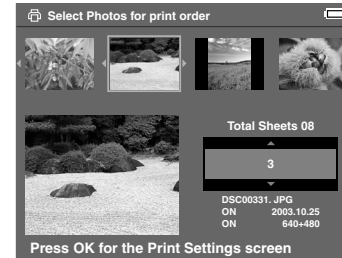 Select Photos for print order
Total Sheets 08
3
DSC00331. JPG
ON 2003.10.25
ON 640+480
Press OK for the Print Settings screen